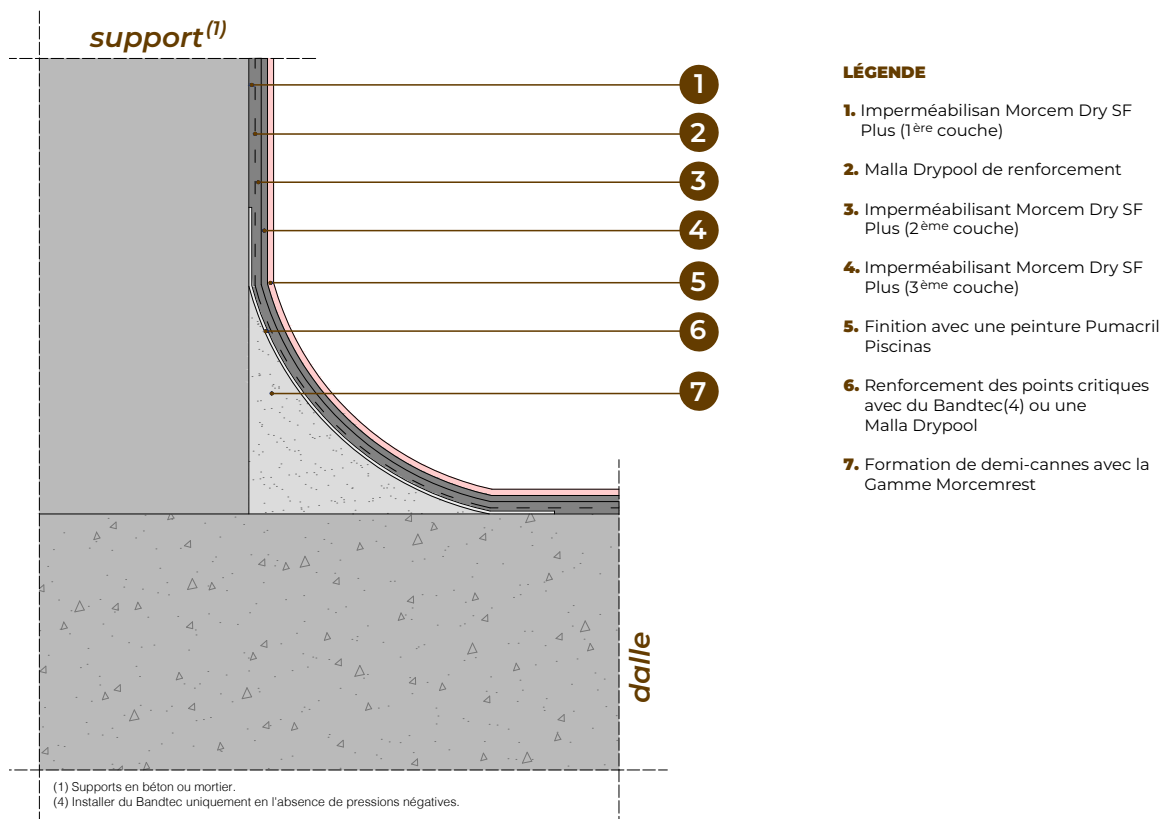 support(1)
1
2
3
4
5
6
7
dalle
(1) Supports en béton ou mortier.
(4) Installer du Bandtec uniquement en l'absence de pressions négatives.
LÉGENDE
1. Imperméabilisan Morcem Dry SF
Plus (1ère couche)
2. Malla Drypool de renforcement
3. Imperméabilisant Morcem Dry SF
Plus (2ème couche)
4. Imperméabilisant Morcem Dry SF
Plus (3ème couche)
5. Finition avec une peinture Pumacril
Piscinas
6. Renforcement des points critiques
avec du Bandtec(4) ou une
Malla Drypool
7. Formation de demi-cannes avec la
Gamme Morcemrest